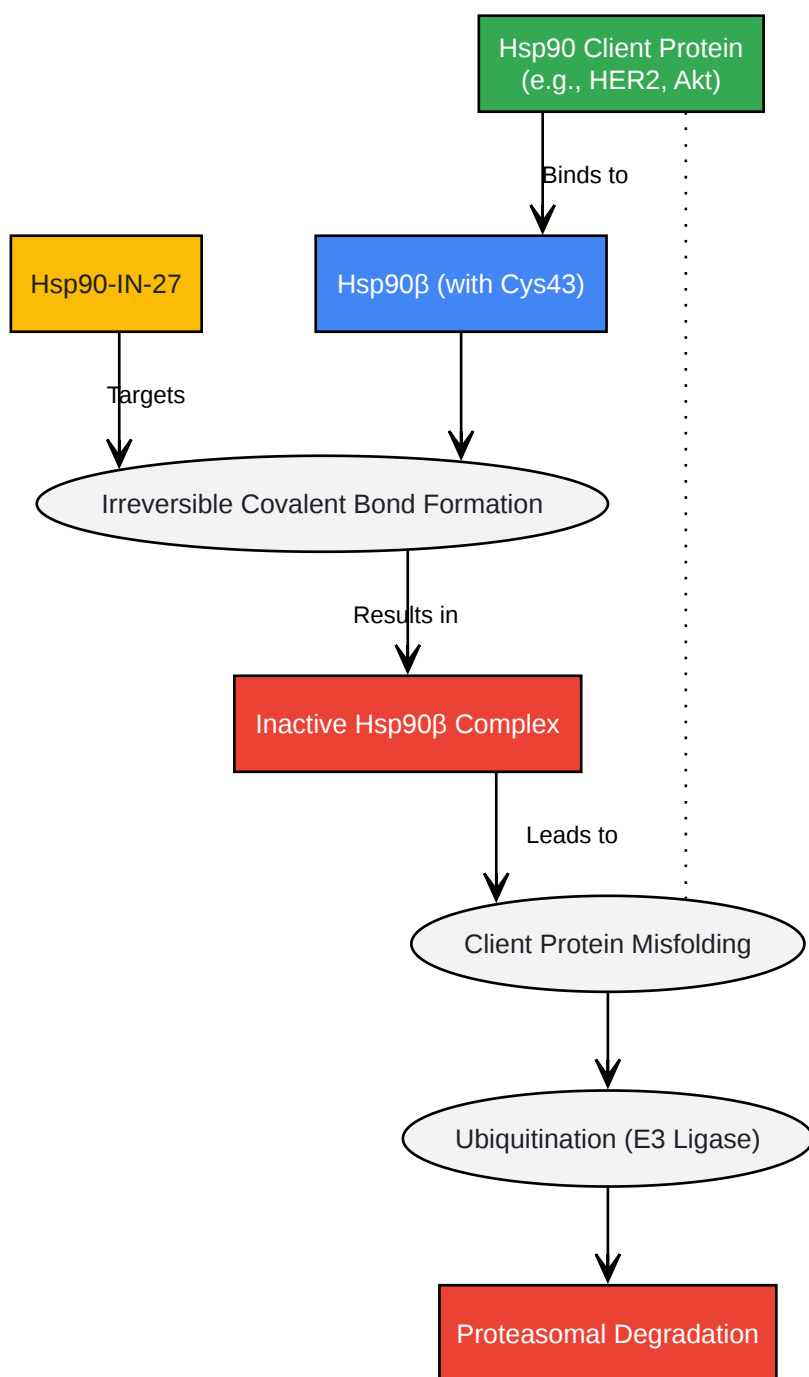 Hsp90 Client Protein
(e.g., HER2, Akt)
Binds to
Hsp90-IN-27
Hsp90β (with Cys43)
Targets
Irreversible Covalent Bond Formation
Results in
Inactive Hsp90β Complex
Leads to
Client Protein Misfolding
Ubiquitination (E3 Ligase)
Proteasomal Degradation